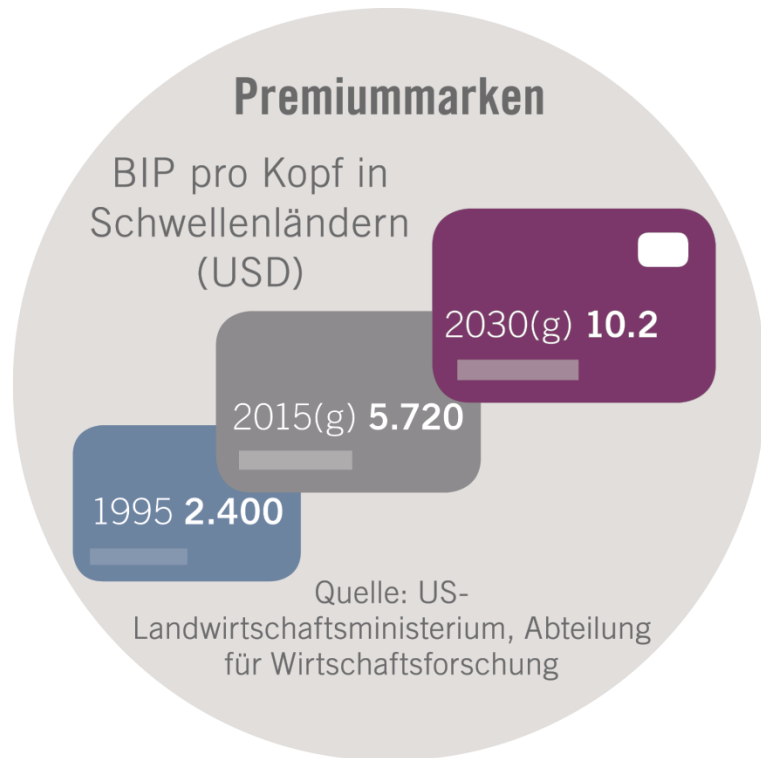 Premiummarken
BIP pro Kopf in
Schwellenländern
(USD)
2030(g) 10.2
2015(g) 5.720
1995 2.400
Quelle: US-
Landwirtschaftsministerium, Abteilung
für Wirtschaftsforschung